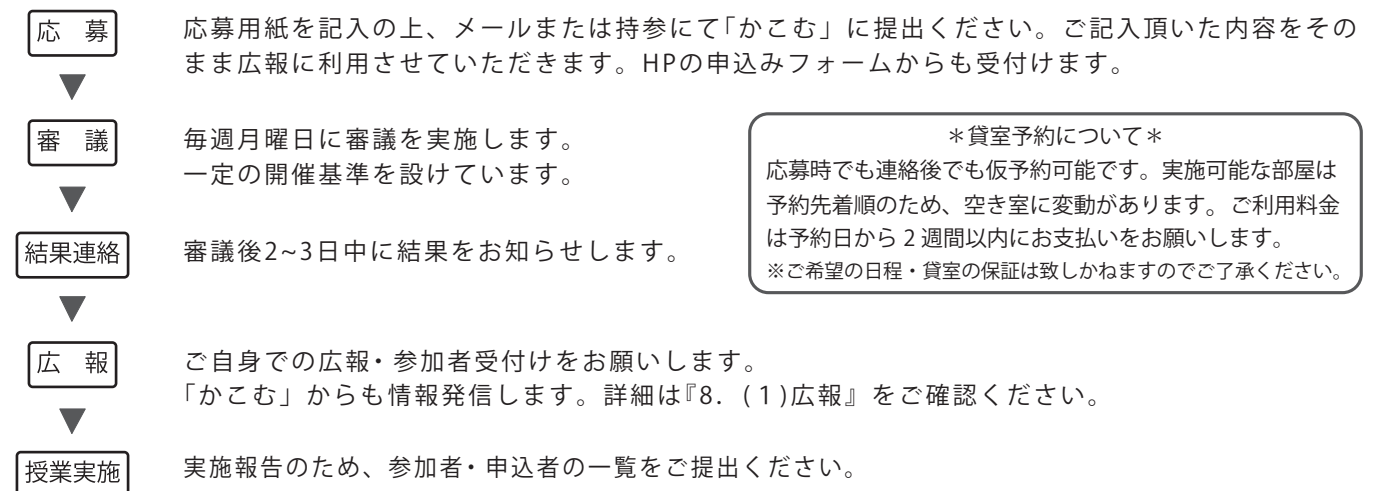 応 募
応募用紙を記入の上、メールまたは持参にて「かこむ」に提出ください。ご記入頂いた内容をその
まま広報に利用させていただきます。HPの申込みフォームからも受付けます。
▼
審 議
毎週月曜日に審議を実施します。
一定の開催基準を設けています。
▼
＊貸室予約について＊
応募時でも連絡後でも仮予約可能です。実施可能な部屋は
予約先着順のため、空き室に変動があります。ご利用料金
は予約日から 2 週間以内にお支払いをお願いします。
※ご希望の日程・貸室の保証は致しかねますのでご了承ください。
結果連絡
審議後2~3日中に結果をお知らせします。
▼
広 報
ご自身での広報・参加者受付けをお願いします。
「かこむ」からも情報発信します。詳細は『8. (1)広報』をご確認ください。
▼
授業実施
実施報告のため、参加者・申込者の一覧をご提出ください。